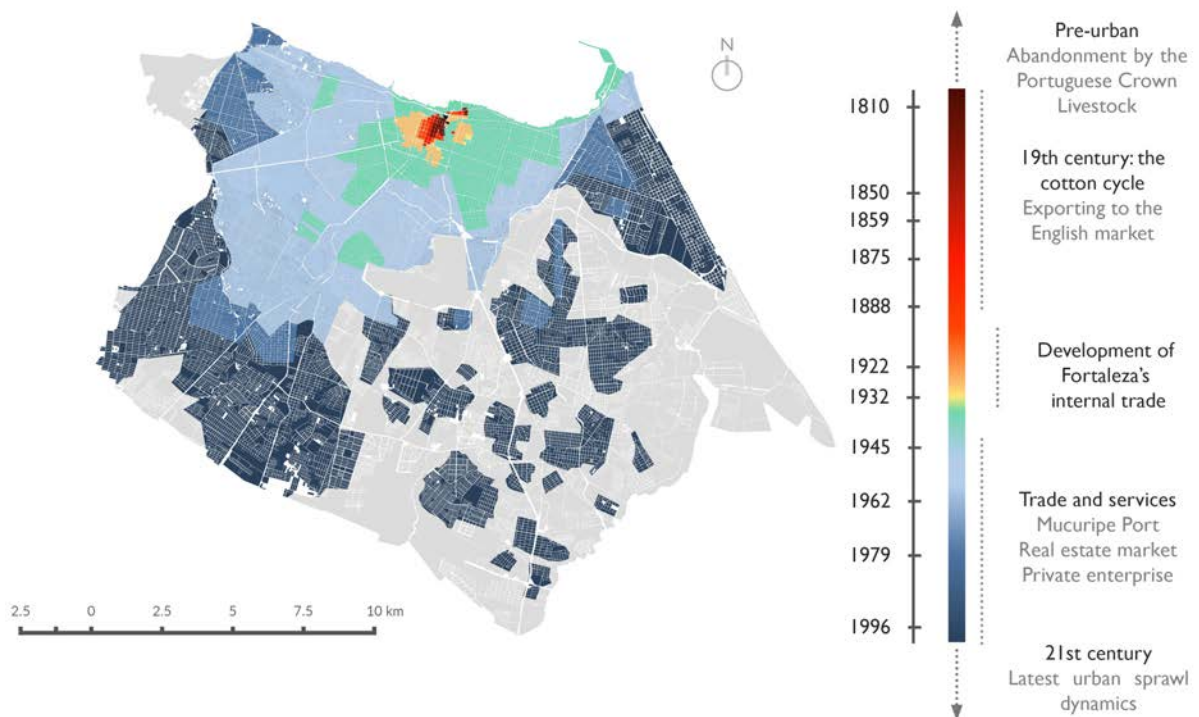 N
2.5 0 2.5 5 7.5 10 km
1810
1850
1859
1875
1888
1922
1932
1945
1962
1979
1996
Pre-urban
Abandonment by the
Portuguese Crown
Livestock
19th century: the
cotton cycle
Exporting to the
English market
Development of
Fortaleza's
internal trade
Trade and services
Mucuripe Port
Real estate market
Private enterprise
21st century
Latest urban sprawl
dynamics